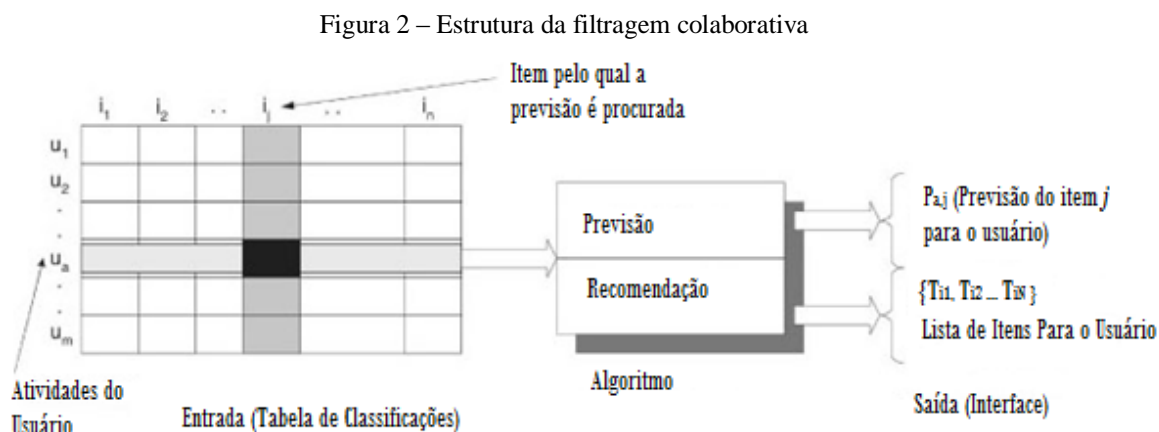 Figura 2 – Estrutura da filtragem colaborativa
Item pelo qual a
previsão é procurada
i1 i2 .. ij .. in
u1
u2
.
.
ua
.
.
um
Previsão
Recomendação
Algoritmo
Pa,j (Previsão do item j
para o usuário)
{Ti1, Ti2 ... TiN }
Lista de Itens Para o Usuário
Atividades do
Usuário
Entrada (Tabela de Classificações)
Saída (Interface)